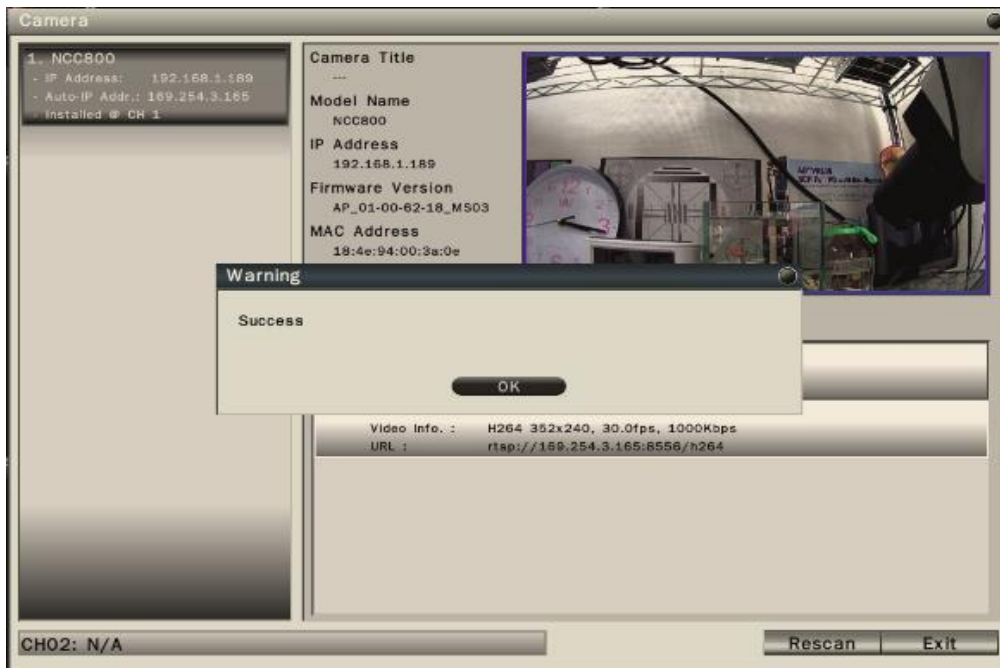 Camera
1. NCC800
- IP Address: 192.168.1.189
- Auto-IP Addr.: 169.254.3.165
- Installed @ CH 1
Camera Title
---
Model Name
NCC800
IP Address
192.168.1.189
Firmware Version
AP_01-00-62-18_MS03
MAC Address
18:4e:94:00:3a:0e
Warning
Success
OK
Video Info. : H264 352x240, 30.0fps, 1000Kbps
URL : rtsp://169.254.3.165:8556/h264
CH02: N/A
Rescan
Exit